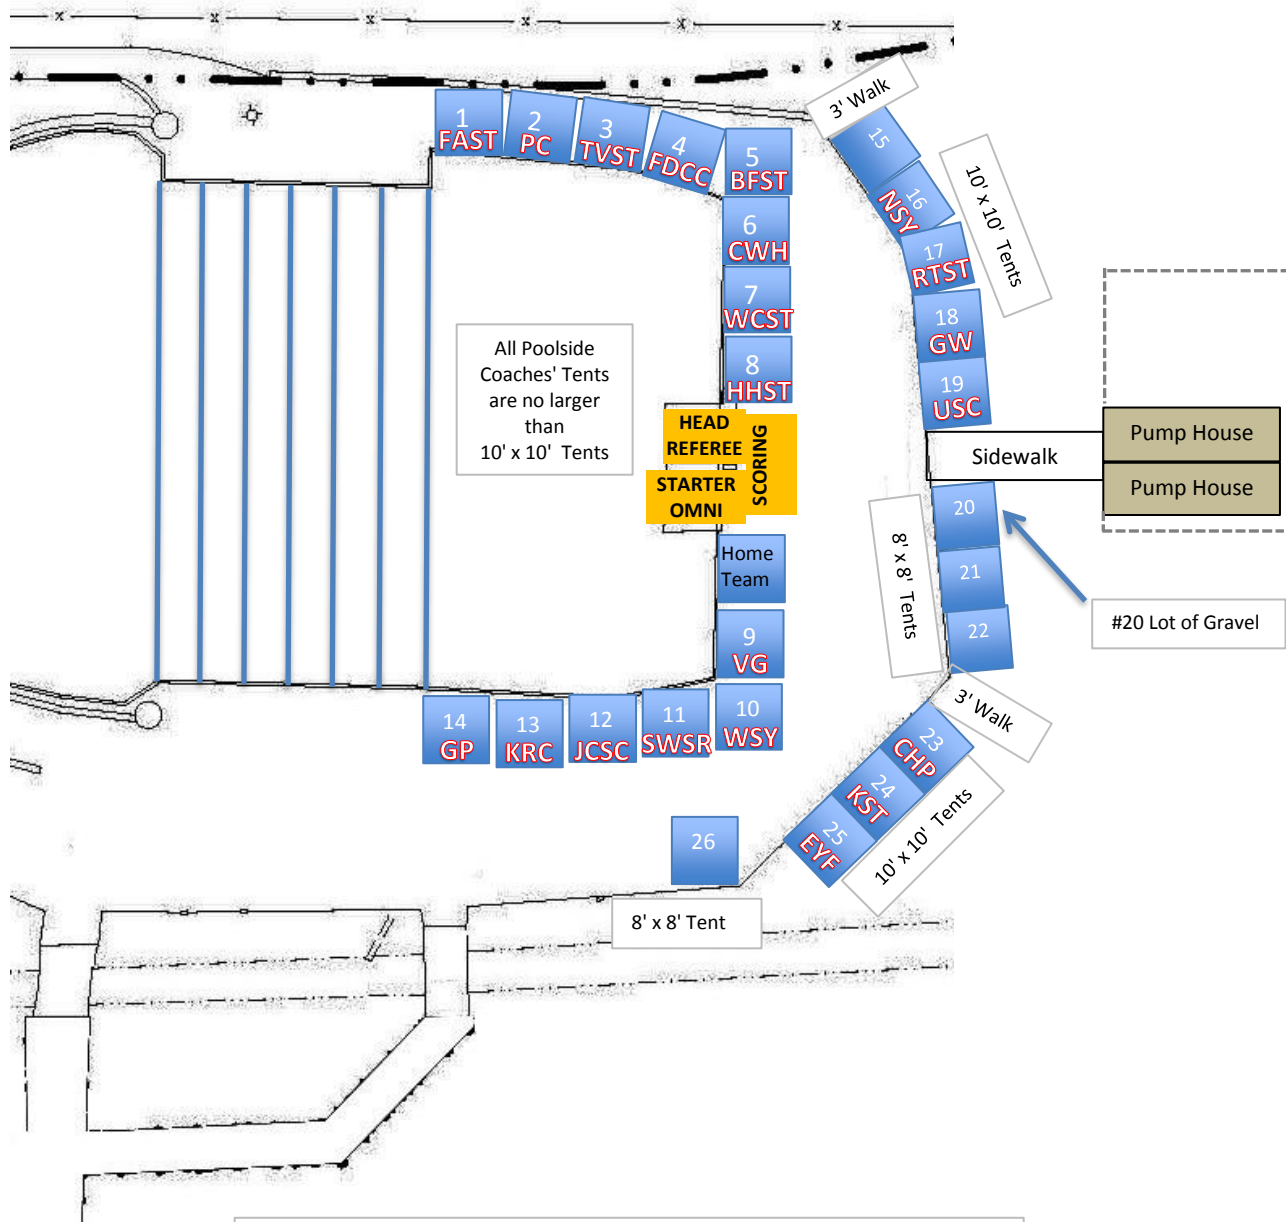 x x x x x x
3' Walk
1
FAST
2
PC
3
TVST
4
FDCC
5
BFST
6
CWH
7
WCST
8
HHST
15
16
NSY
17
RTST
18
GW
19
USC
10' x 10' Tents
All Poolside
Coaches' Tents
are no larger
than
10' x 10' Tents
HEAD
REFEREE
STARTER
OMNI
SCORING
Sidewalk
Pump House
Pump House
20
21
22
8' x 8' Tents
#20 Lot of Gravel
Home
Team
9
VG
10
WSY
11
SWSR
12
JCSC
13
KRC
14
GP
3' Walk
23
CHP
24
KST
25
EYF
10' x 10' Tents
26
8' x 8' Tent